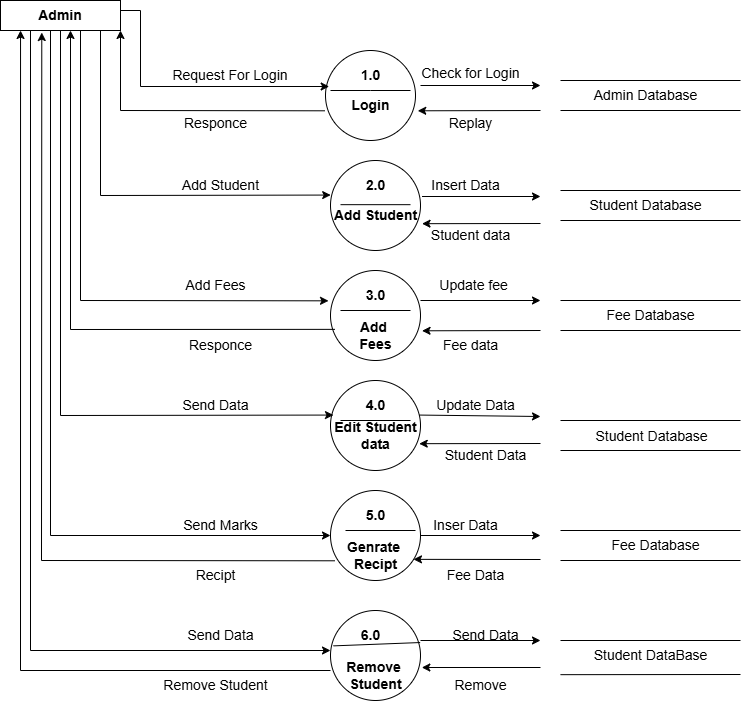 Admin
Request For Login
1.0
Check for Login
Login
Admin Database
Responce
Replay
Add Student
2.0
Insert Data
Add Student
Student Database
Student data
Add Fees
3.0
Update fee
Add
Fees
Fee Database
Responce
Fee data
Send Data
4.0
Update Data
Edit Student
data
Student Database
Student Data
Send Marks
5.0
Inser Data
Genrate
Recipt
Fee Database
Recipt
Fee Data
Send Data
6.0
Send Data
Remove
Student
Student DataBase
Remove Student
Remove